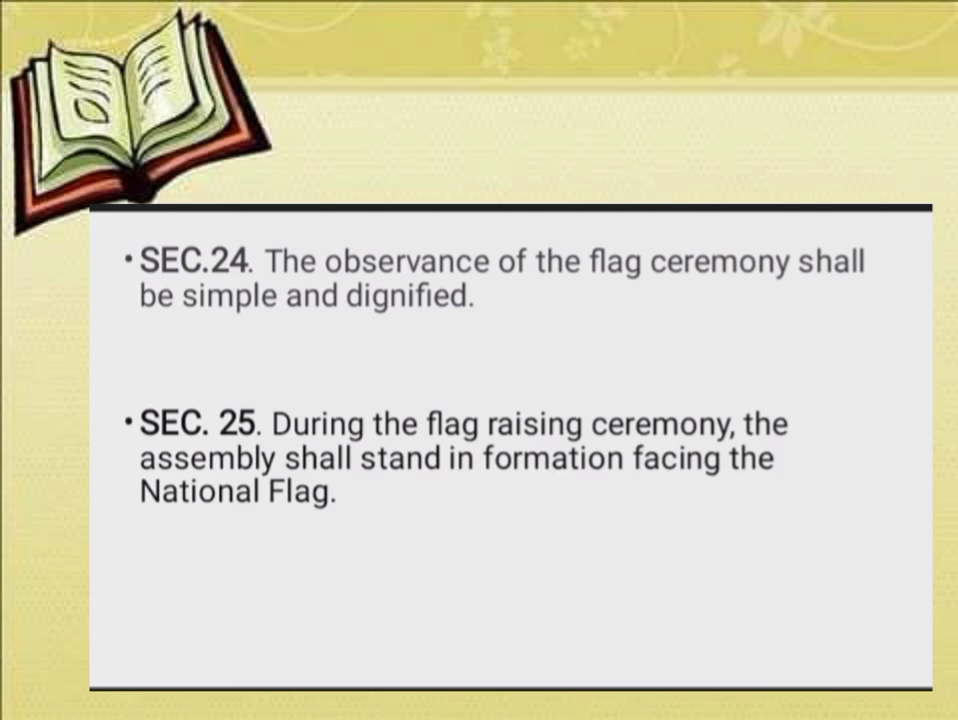 • SEC.24. The observance of the flag ceremony shall
be simple and dignified.
• SEC. 25. During the flag raising ceremony, the
assembly shall stand in formation facing the
National Flag.